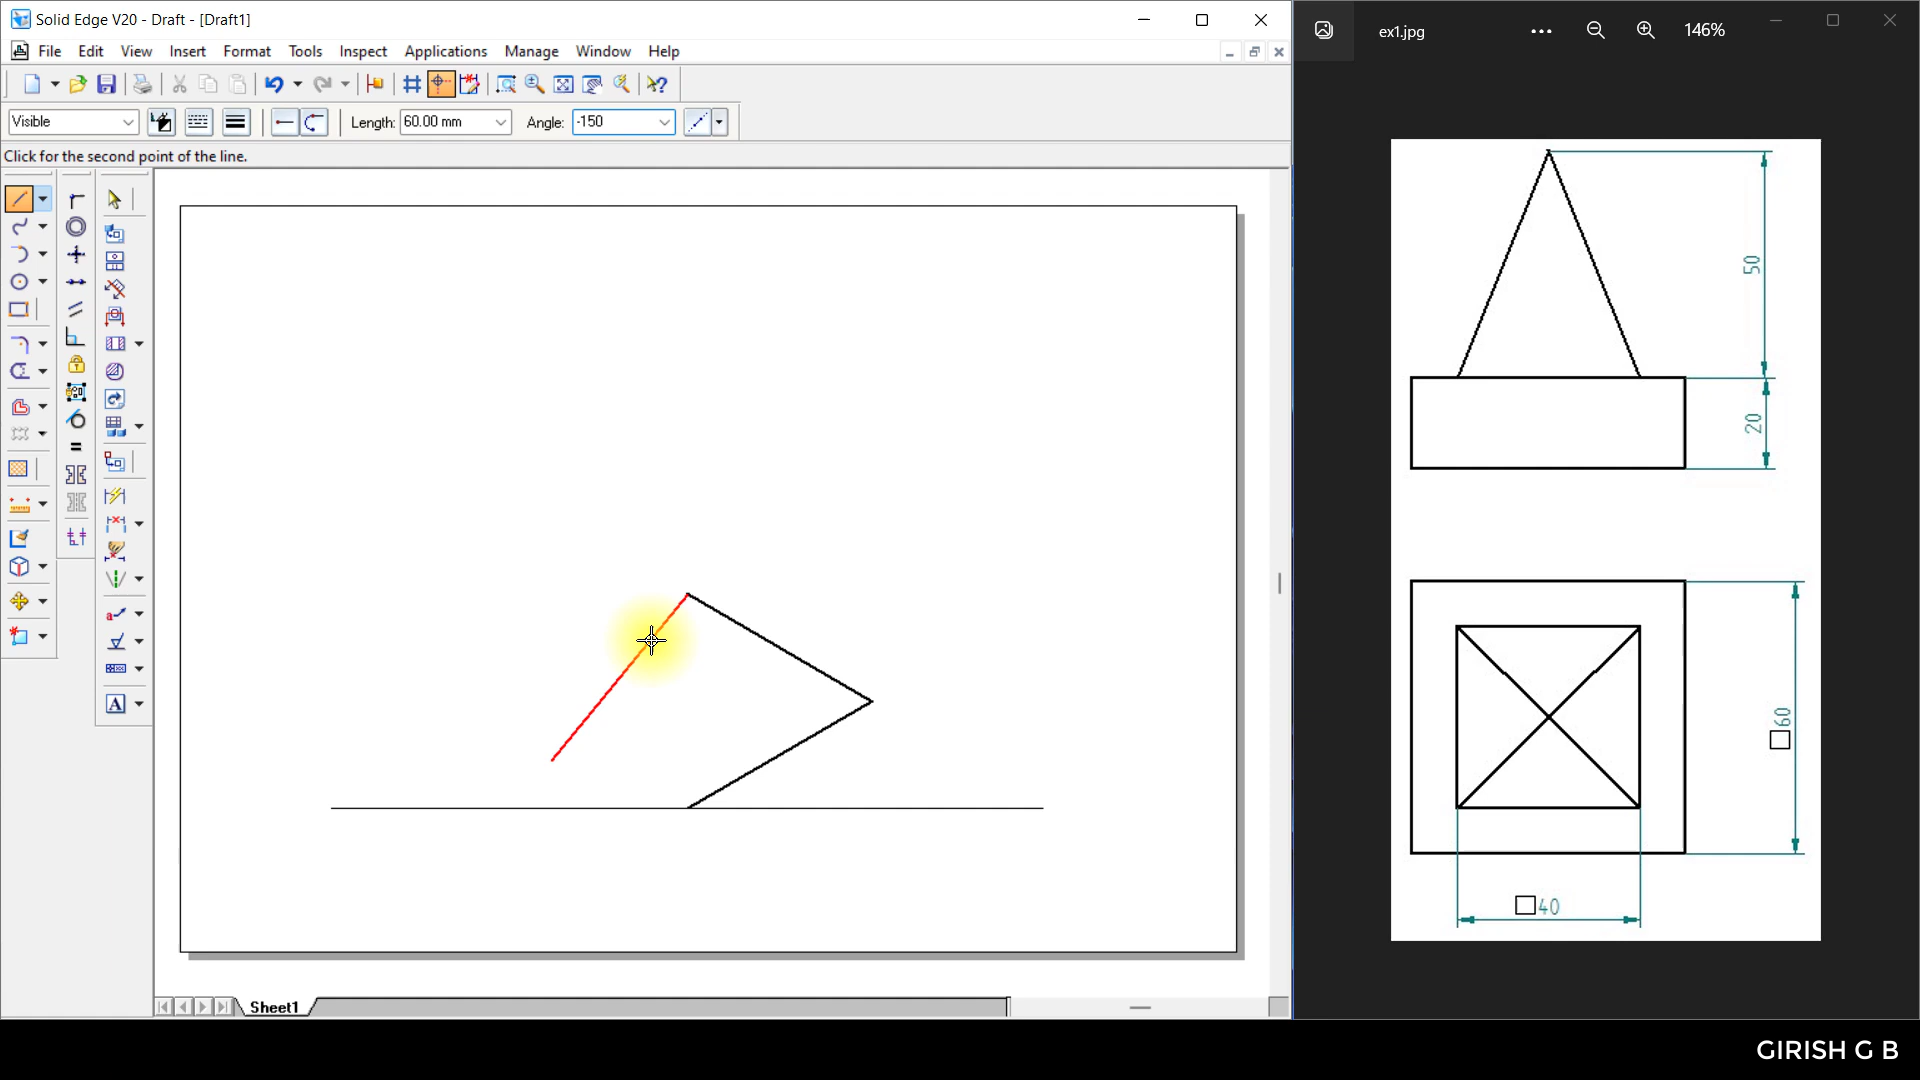 Solid Edge V20 - Draft - [Draft1]
File Edit View Insert Format Tools Inspect Applications Manage Window Help
Visible Length: 60.00 mm Angle: -150
Click for the second point of the line.
A
Sheet1
ex1.jpg 146%
50
20
60
40
GIRISH G B